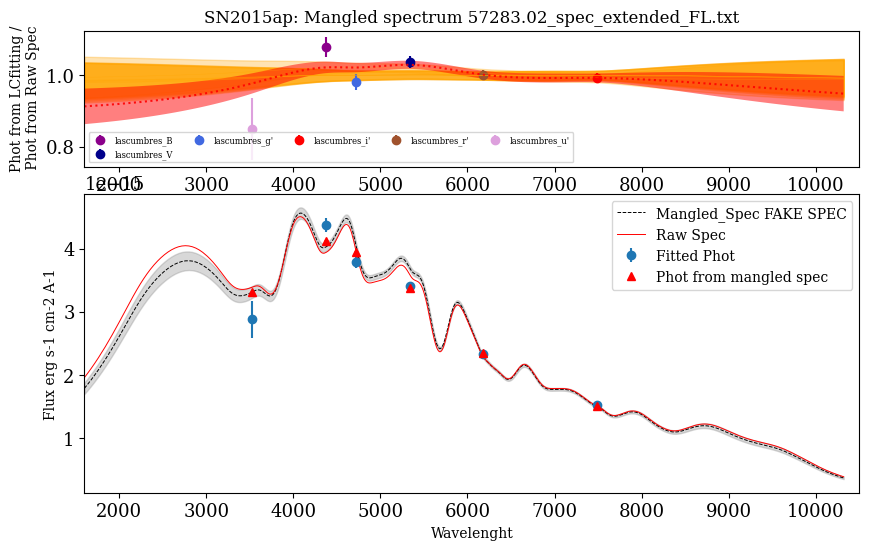 SN2015ap: Mangled spectrum 57283.02_spec_extended_FL.txt
Phot from LCfitting /
Phot from Raw Spec
1.0
0.8
lascumbres_B
lascumbres_V
lascumbres_g'
lascumbres_i'
lascumbres_r'
lascumbres_u'
2000 3000 4000 5000 6000 7000 8000 9000 10000
1e−15
Flux erg s-1 cm-2 A-1
4
3
2
1
Mangled_Spec FAKE SPEC
Raw Spec
Fitted Phot
Phot from mangled spec
2000 3000 4000 5000 6000 7000 8000 9000 10000
Wavelenght